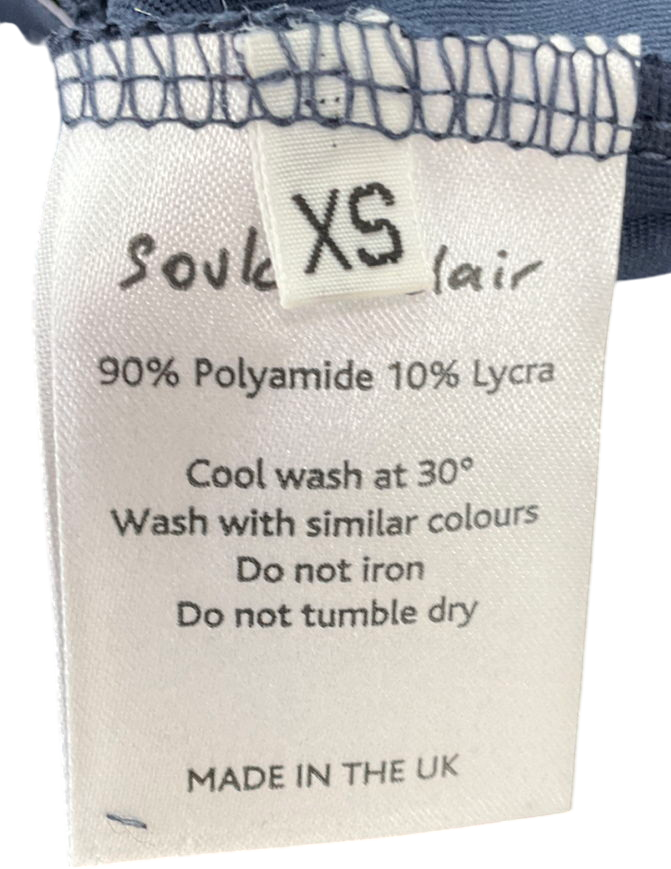 XS
90% Polyamide 10% Lycra
Cool wash at 30°
Wash with similar colours
Do not iron
Do not tumble dry
MADE IN THE UK